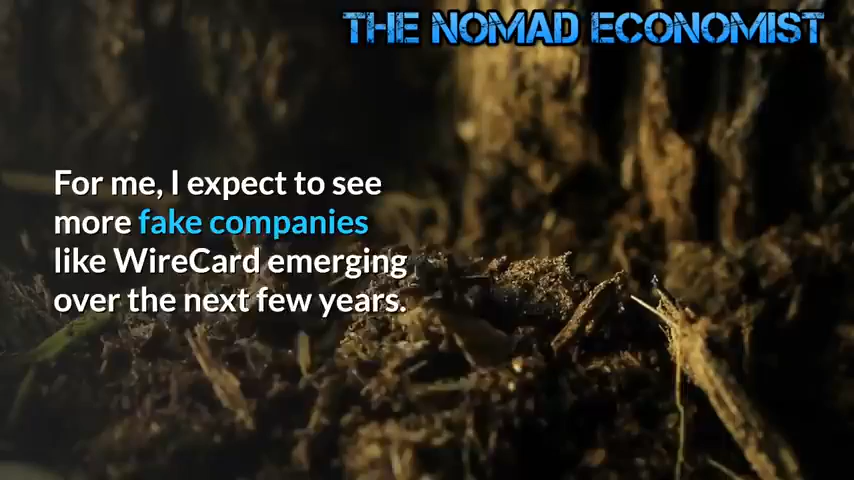 THE NOMAD ECONOMIST
For me, I expect to see
more fake companies
like WireCard emerging
over the next few years.